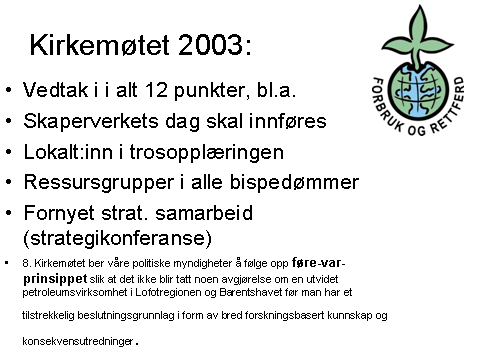 Kirkemøtet 2003:
• Vedtak i i alt 12 punkter, bl.a.
• Skaperverkets dag skal innføres
• Lokalt:inn i trosopplæringen
• Ressursgrupper i alle bispedømmer
• Fornyet strat. samarbeid
(strategikonferanse)
• 8. Kirkemøtet ber våre politiske myndigheter å følge opp føre-var-
prinsippet slik at det ikke blir tatt noen avgjørelse om en utvidet
petroleumsvirksomhet i Lofotregionen og Barentshavet før man har et
tilstrekkelig beslutningsgrunnlag i form av bred forskningsbasert kunnskap og
konsekvensutredninger.
FORBRUK OG RETTFERD